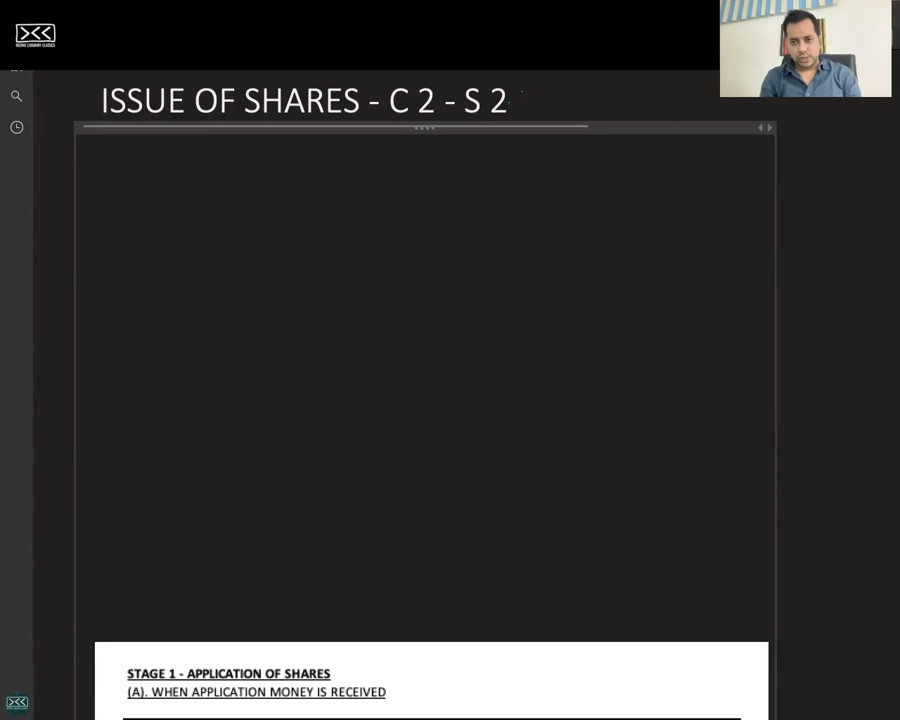 ISSUE OF SHARES - C 2 - S 2
STAGE 1 - APPLICATION OF SHARES
(A). WHEN APPLICATION MONEY IS RECEIVED